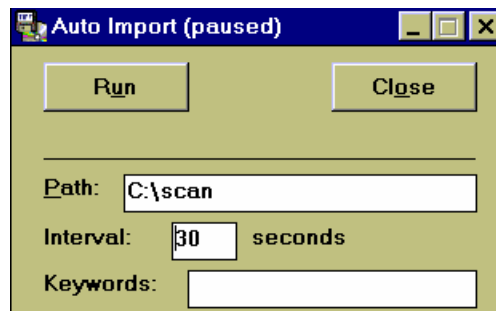 Auto Import (paused)
Run Close
Path: C:\scan
Interval: 30 seconds
Keywords: